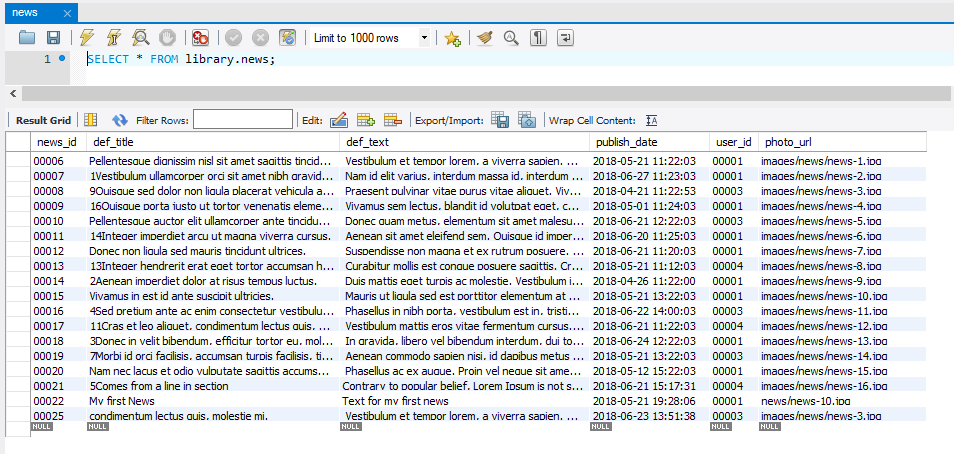 news
Limit to 1000 rows
1 SELECT * FROM library.news;
Result Grid Filter Rows: Edit: Export/Import: Wrap Cell Content:
news_id def_title def_text publish_date user_id photo_url
00006 Pellentesque dignissim nisl sit amet sagittis tincid... Vestibulum et tempor lorem, a viverra sapien, ... 2018-05-21 11:22:03 00001 images/news/news-1.jpg
00007 1Vestibulum ullamcorper orci sit amet nibh gravid... Nam id elit varius, interdum massa id, interdum ... 2018-06-27 11:23:03 00001 images/news/news-2.jpg
00008 9Quisque sed dolor non ligula placerat vehicula a... Praesent pulvinar vitae purus vitae aliquet. Viv... 2018-04-21 11:22:53 00003 images/news/news-3.jpg
00009 16Quisque porta justo ut tortor venenatis eleme... Vivamus sem lectus, blandit id volutpat eget, c... 2018-05-01 11:24:03 00001 images/news/news-4.jpg
00010 Pellentesque auctor elit ullamcorper ante tincidu... Donec quam metus, elementum sit amet malesu... 2018-06-21 12:22:03 00003 images/news/news-5.jpg
00011 14Integer imperdiet arcu ut magna viverra cursus. Aenean sit amet eleifend sem. Quisque id imper... 2018-06-20 11:25:03 00001 images/news/news-6.jpg
00012 Donec non ligula sed mauris tincidunt ultrices. Suspendisse non magna et ex rutrum posuere. ... 2018-06-21 11:20:03 00001 images/news/news-7.jpg
00013 13Integer hendrerit erat eget tortor accumsan h... Curabitur mollis est congue posuere sagittis. Cr... 2018-05-21 11:12:03 00004 images/news/news-8.jpg
00014 2Aenean imperdiet dolor at risus tempus luctus. Duis mattis eget turpis ac molestie. Vestibulum i... 2018-04-26 11:22:00 00001 images/news/news-9.jpg
00015 Vivamus in est id ante suscipit ultricies. Mauris ut ligula sed est porttitor elementum at ... 2018-05-21 13:22:03 00001 images/news/news-10.jpg
00016 4Sed pretium ante ac enim consectetur vestibulu... Phasellus in nibh porta, vestibulum est in, tristi... 2018-06-22 14:00:03 00003 images/news/news-11.jpg
00017 11Cras et leo aliquet, condimentum lectus quis, ... Vestibulum mattis eros vitae fermentum cursus.... 2018-06-21 11:22:03 00004 images/news/news-12.jpg
00018 3Donec in velit bibendum, efficitur tortor eu, mol... In gravida, libero vel bibendum interdum, dui to... 2018-06-24 12:22:03 00001 images/news/news-13.jpg
00019 7Morbi id orci facilisis, accumsan turpis facilisis, ti... Aenean commodo sapien nisi, id dapibus metus ... 2018-05-21 13:22:03 00003 images/news/news-14.jpg
00020 Nam nec lacus et odio vulputate sagittis accums... Phasellus ac ex augue. Proin vel neque sit ame... 2018-05-12 15:22:03 00001 images/news/news-15.jpg
00021 5Comes from a line in section Contrary to popular belief, Lorem Ipsum is not s... 2018-06-21 15:17:31 00004 images/news/news-16.jpg
00022 My first News Text for my first news 2018-05-21 19:28:06 00001 news/news-10.jpg
00025 condimentum lectus quis, molestie mi. Vestibulum et tempor lorem, a viverra sapien, ... 2018-06-23 13:51:38 00003 images/news/news-3.jpg
NULL NULL NULL NULL NULL NULL